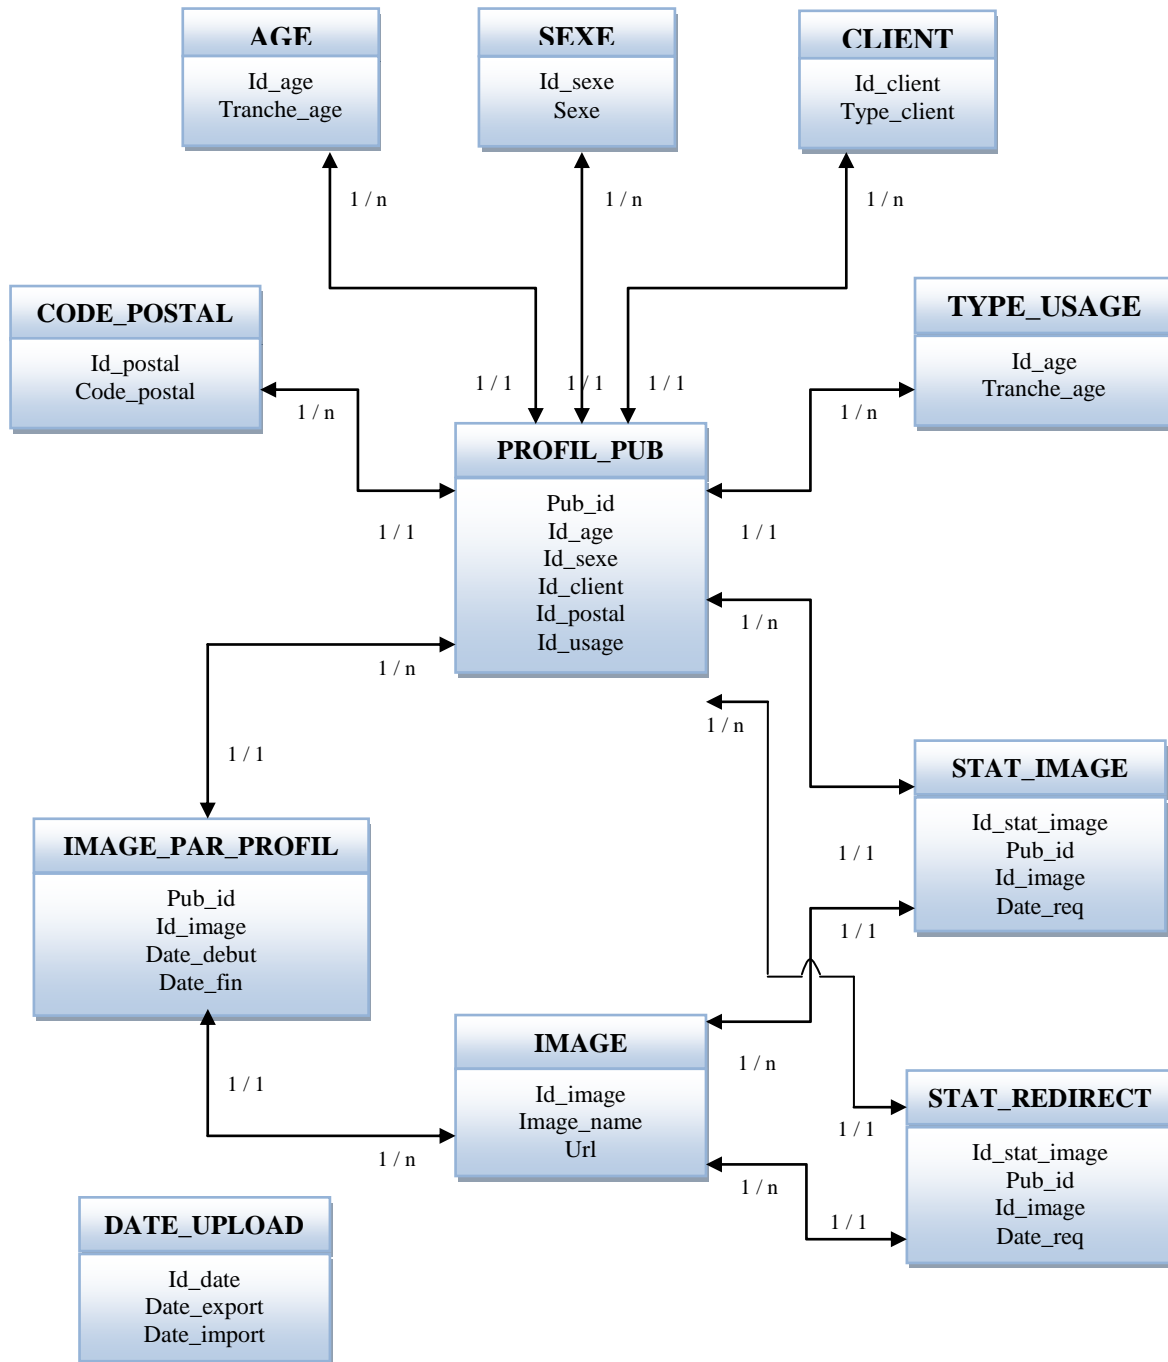 AGE
Id_age
Tranche_age
SEXE
Id_sexe
Sexe
CLIENT
Id_client
Type_client
1 / n
1 / n
1 / n
CODE_POSTAL
Id_postal
Code_postal
TYPE_USAGE
Id_age
Tranche_age
1 / 1
1 / 1
1 / 1
1 / n
1 / n
PROFIL_PUB
Pub_id
Id_age
Id_sexe
Id_client
Id_postal
Id_usage
1 / 1
1 / 1
1 / n
1 / n
1 / n
1 / 1
STAT_IMAGE
Id_stat_image
Pub_id
Id_image
Date_req
1 / 1
1 / 1
IMAGE_PAR_PROFIL
Pub_id
Id_image
Date_debut
Date_fin
1 / 1
IMAGE
Id_image
Image_name
Url
1 / n
1 / n
1 / n
STAT_REDIRECT
Id_stat_image
Pub_id
Id_image
Date_req
1 / 1
1 / 1
DATE_UPLOAD
Id_date
Date_export
Date_import